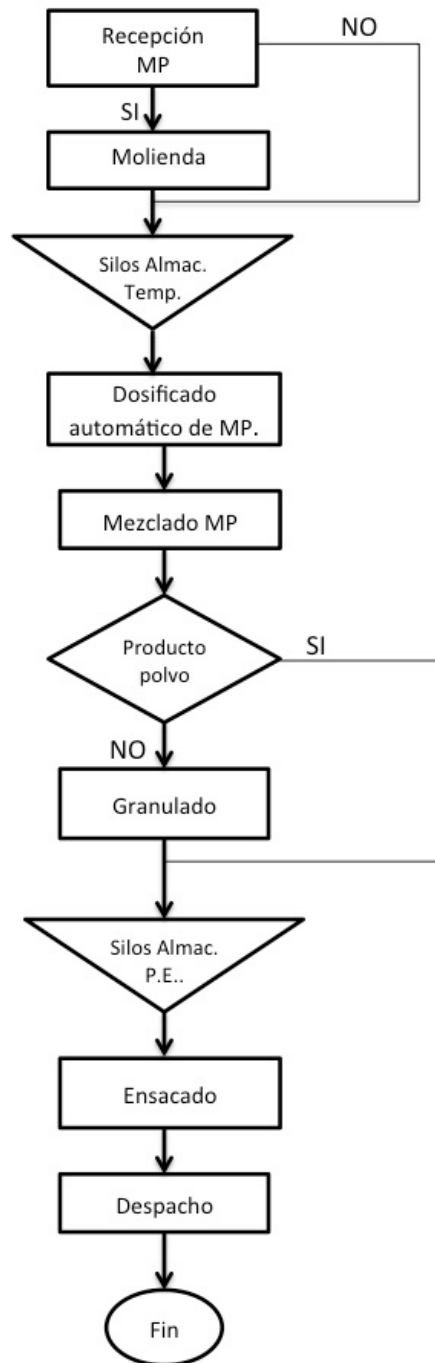 Recepción
MP
NO
SI
Molienda
Silos Almac.
Temp.
Dosificado
automático de MP.
Mezclado MP
Producto
polvo
SI
NO
Granulado
Silos Almac.
P.E..
Ensacado
Despacho
Fin